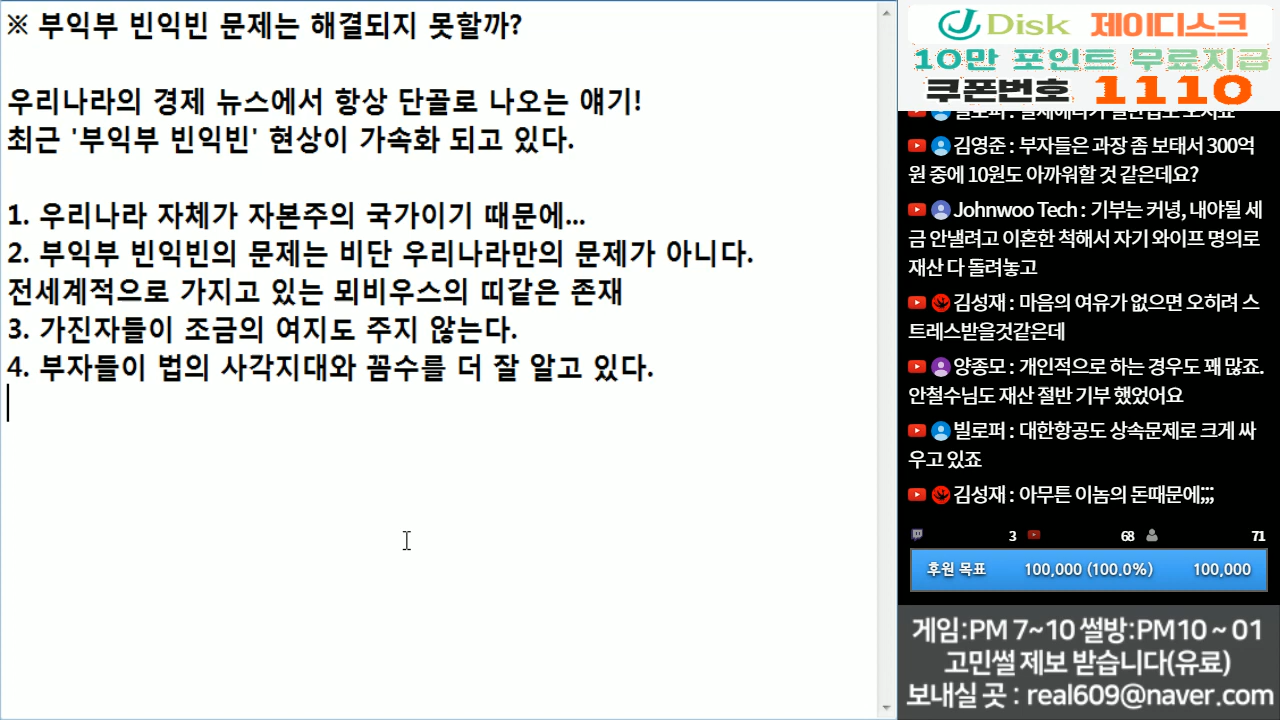 ※ 부익부 빈익빈 문제는 해결되지 못할까?
우리나라의 경제 뉴스에서 항상 단골로 나오는 얘기!
최근 '부익부 빈익빈' 현상이 가속화 되고 있다.
1. 우리나라 자체가 자본주의 국가이기 때문에...
2. 부익부 빈익빈의 문제는 비단 우리나라만의 문제가 아니다.
전세계적으로 가지고 있는 뫼비우스의 띠같은 존재
3. 가진자들이 조금의 여지도 주지 않는다.
4. 부자들이 법의 사각지대와 꼼수를 더 잘 알고 있다.
J Disk 제이디스크
10만 포인트 무료지급
쿠폰번호 1110
김영준 : 부자들은 과장 좀 보태서 300억
원 중에 10원도 아까워할 것 같은데요?
Johnwoo Tech : 기부는 커녕, 내야될 세
금 안낼려고 이혼한 척해서 자기 와이프 명의로
재산 다 돌려놓고
김성재 : 마음의 여유가 없으면 오히려 스
트레스받을것같은데
양종모 : 개인적으로 하는 경우도 꽤 많죠.
안철수님도 재산 절반 기부 했었어요
빌로퍼 : 대한항공도 상속문제로 크게 싸
우고 있죠
김성재 : 아무튼 이놈의 돈때문에;;;
3 68 71
후원 목표 100,000 (100.0%) 100,000
게임:PM 7~10 썰방:PM10 ~ 01
고민썰 제보 받습니다(유료)
보내실 곳 : real609@naver.com